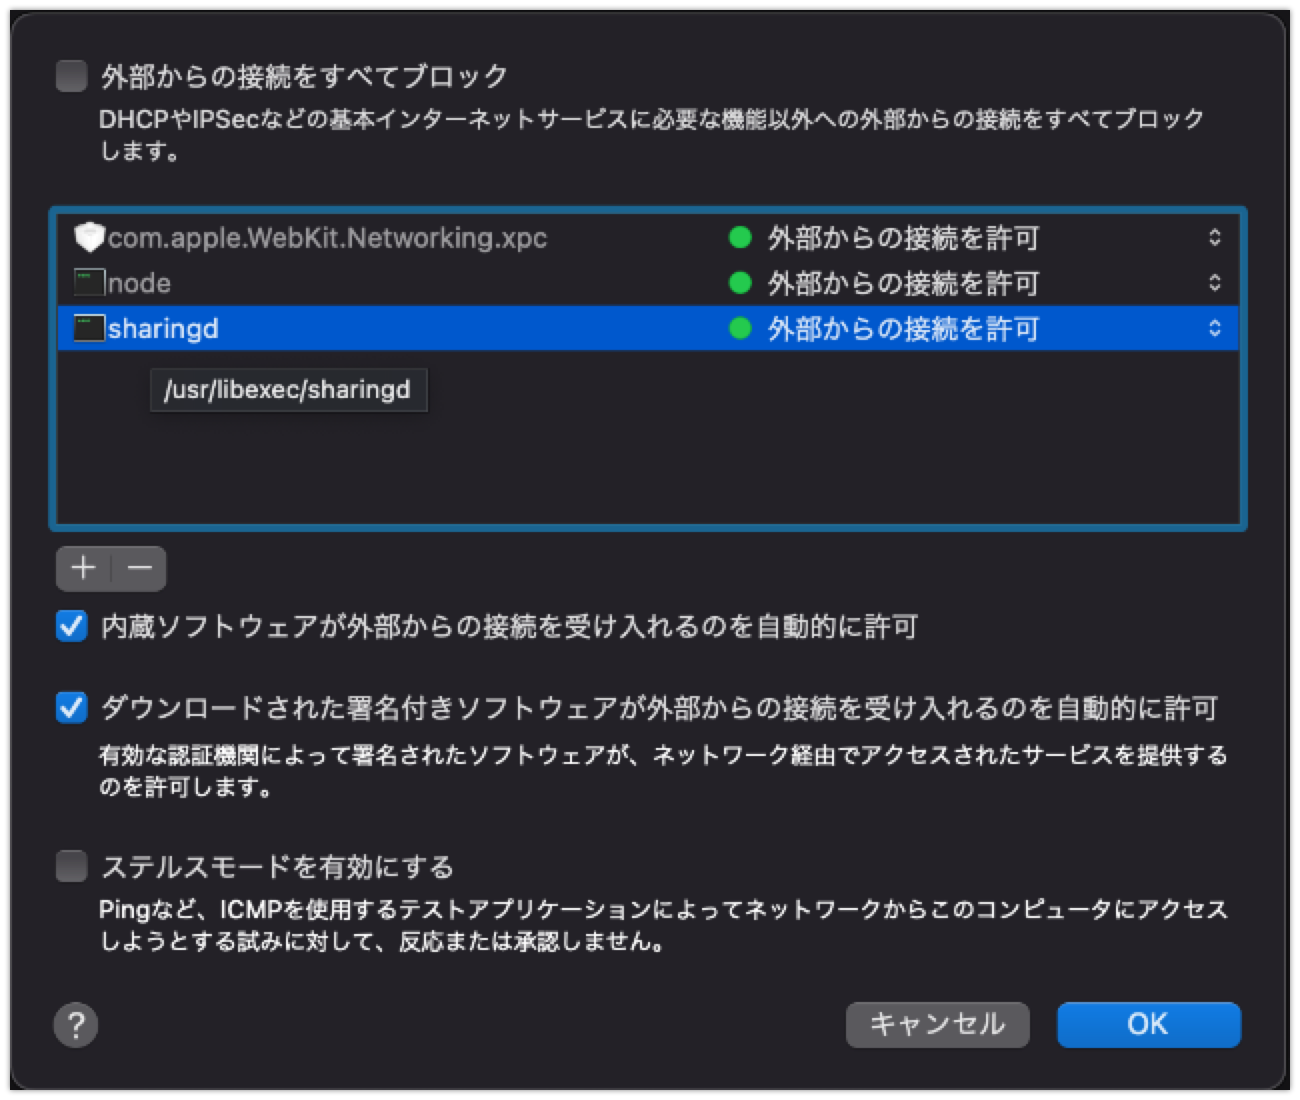 外部からの接続をすべてブロック
DHCPやIPSecなどの基本インターネットサービスに必要な機能以外への外部からの接続をすべてブロック
します。
com.apple.WebKit.Networking.xpc 外部からの接続を許可
node 外部からの接続を許可
sharingd 外部からの接続を許可
/usr/libexec/sharingd
内蔵ソフトウェアが外部からの接続を受け入れるのを自動的に許可
ダウンロードされた署名付きソフトウェアが外部からの接続を受け入れるのを自動的に許可
有効な認証機関によって署名されたソフトウェアが、ネットワーク経由でアクセスされたサービスを提供する
のを許可します。
ステルスモードを有効にする
Pingなど、ICMPを使用するテストアプリケーションによってネットワークからこのコンピュータにアクセス
しようとする試みに対して、反応または承認しません。
? キャンセル OK